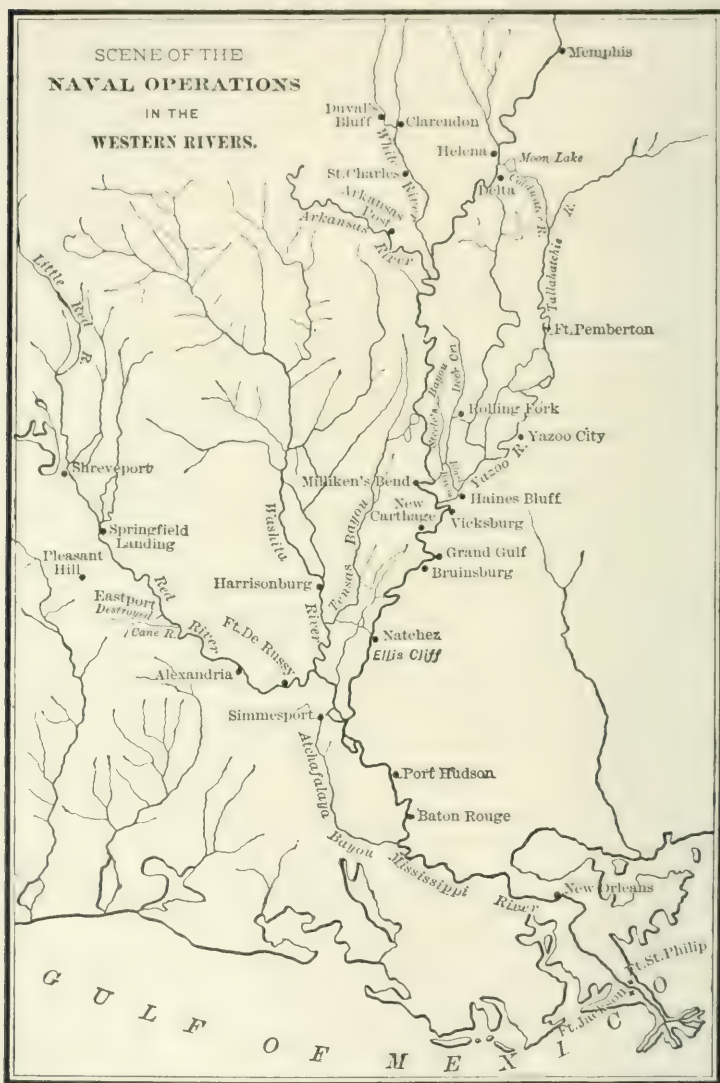 SCENE OF THE
NAVAL OPERATIONS
IN THE
WESTERN RIVERS.
Memphis
Duval's
Bluff
Clarendon
White
River
Helena
Moon Lake
St. Charles
Delta
Coldwater R.
Arkansas
Post
Arkansas
River
Tallahatchie R.
Little Red R.
Ft. Pemberton
Steele's Bayou
Deer Cr.
Rolling Fork
Yazoo City
Yazoo R.
Shreveport
Milliken's Bend
Haines Bluff
New
Carthage
Vicksburg
Washita
River
Tensas Bayou
Springfield
Landing
Grand Gulf
Bruinsburg
Pleasant
Hill
Harrisonburg
Eastport
Destroyed
Red
River
Cane R.
Ft. De Russy
Natchez
Ellis Cliff
Alexandria
Simmesport
Atchafalaya
Bayou
Port Hudson
Baton Rouge
Mississippi
River
New Orleans
Ft. St. Philip
Ft. Jackson
GULF OF MEXICO